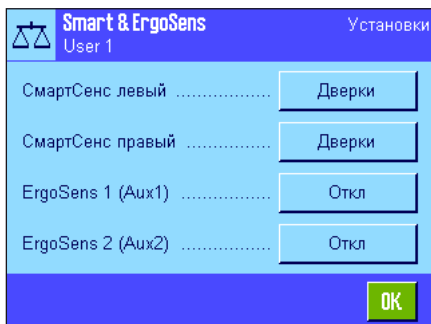 Smart & ErgoSens Установки
User 1
СмартСенс левый .................. Дверки
СмартСенс правый ................. Дверки
ErgoSens 1 (Aux1) .................. Откл
ErgoSens 2 (Aux2) ................. Откл
OK